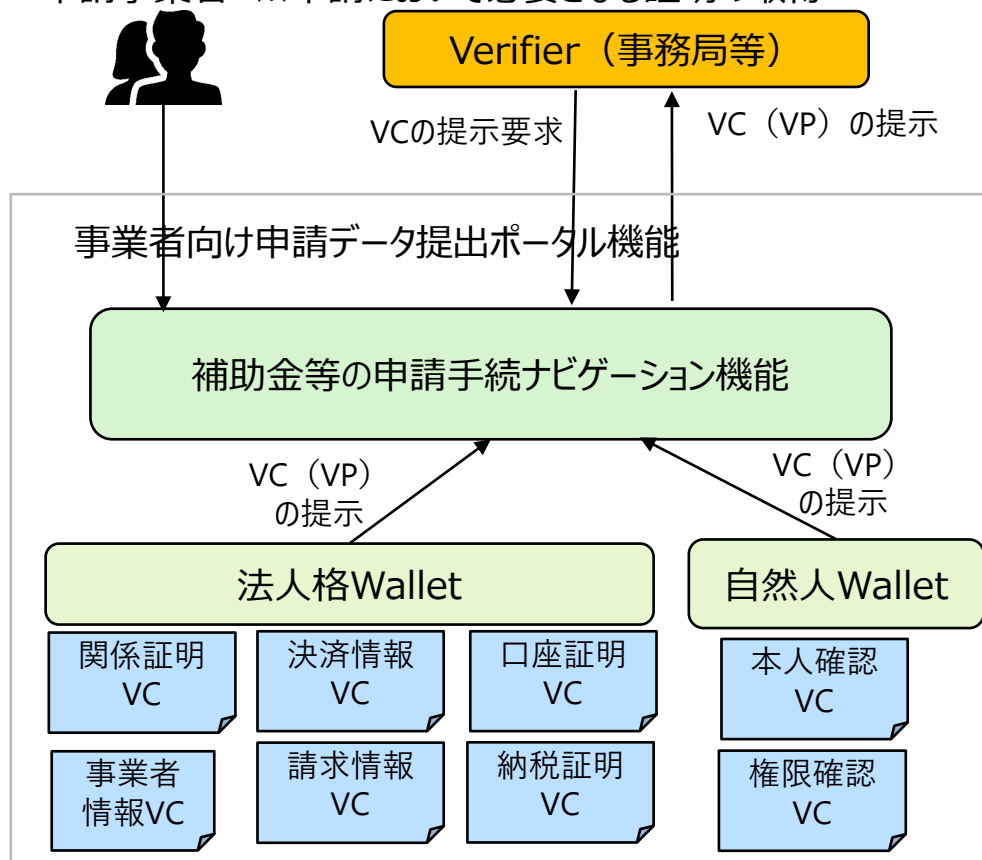 Verifier（事務局等）
VCの提示要求
VC（VP）の提示
事業者向け申請データ提出ポータル機能
補助金等の申請手続ナビゲーション機能
VC（VP）
の提示
VC（VP）
の提示
法人格Wallet
自然人Wallet
関係証明
VC
決済情報
VC
口座証明
VC
本人確認
VC
事業者
情報VC
請求情報
VC
納税証明
VC
権限確認
VC